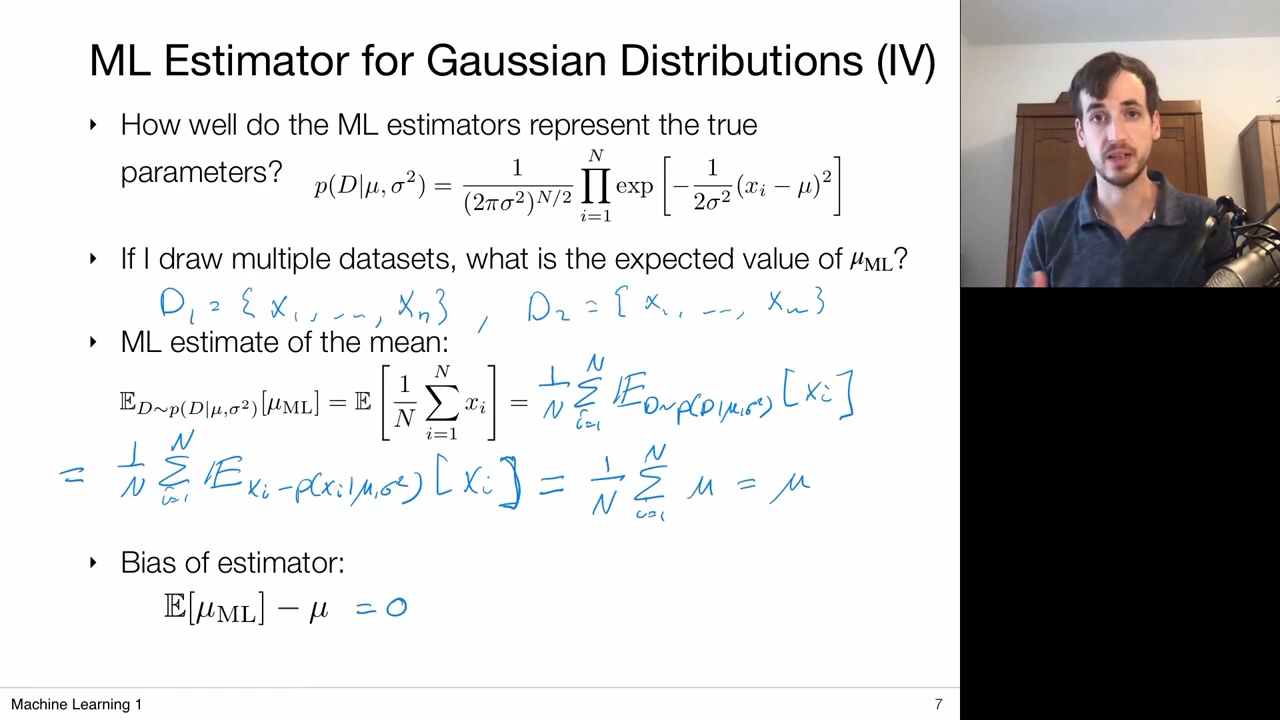 ML Estimator for Gaussian Distributions (IV)
‣ How well do the ML estimators represent the true
parameters? p(D|μ, σ²) = 1/(2πσ²)^{N/2} ∏_{i=1}^{N} exp [−1/(2σ²) (x_i − μ)²]
‣ If I draw multiple datasets, what is the expected value of μ_ML?
D₁ = { x₁, ..., x_n } , D₂ = { x₁, ..., x_n }
‣ ML estimate of the mean:
𝔼_{D∼p(D|μ,σ²)}[μ_ML] = 𝔼 [1/N ∑_{i=1}^{N} x_i] = 1/N ∑_{i=1}^{N} 𝔼_{D∼p(D|μ,σ²)} [x_i]
= 1/N ∑_{i=1}^{N} 𝔼_{x_i∼p(x_i|μ,σ²)} [x_i] = 1/N ∑_{i=1}^{N} μ = μ
‣ Bias of estimator:
𝔼[μ_ML] − μ = 0
Machine Learning 1
7